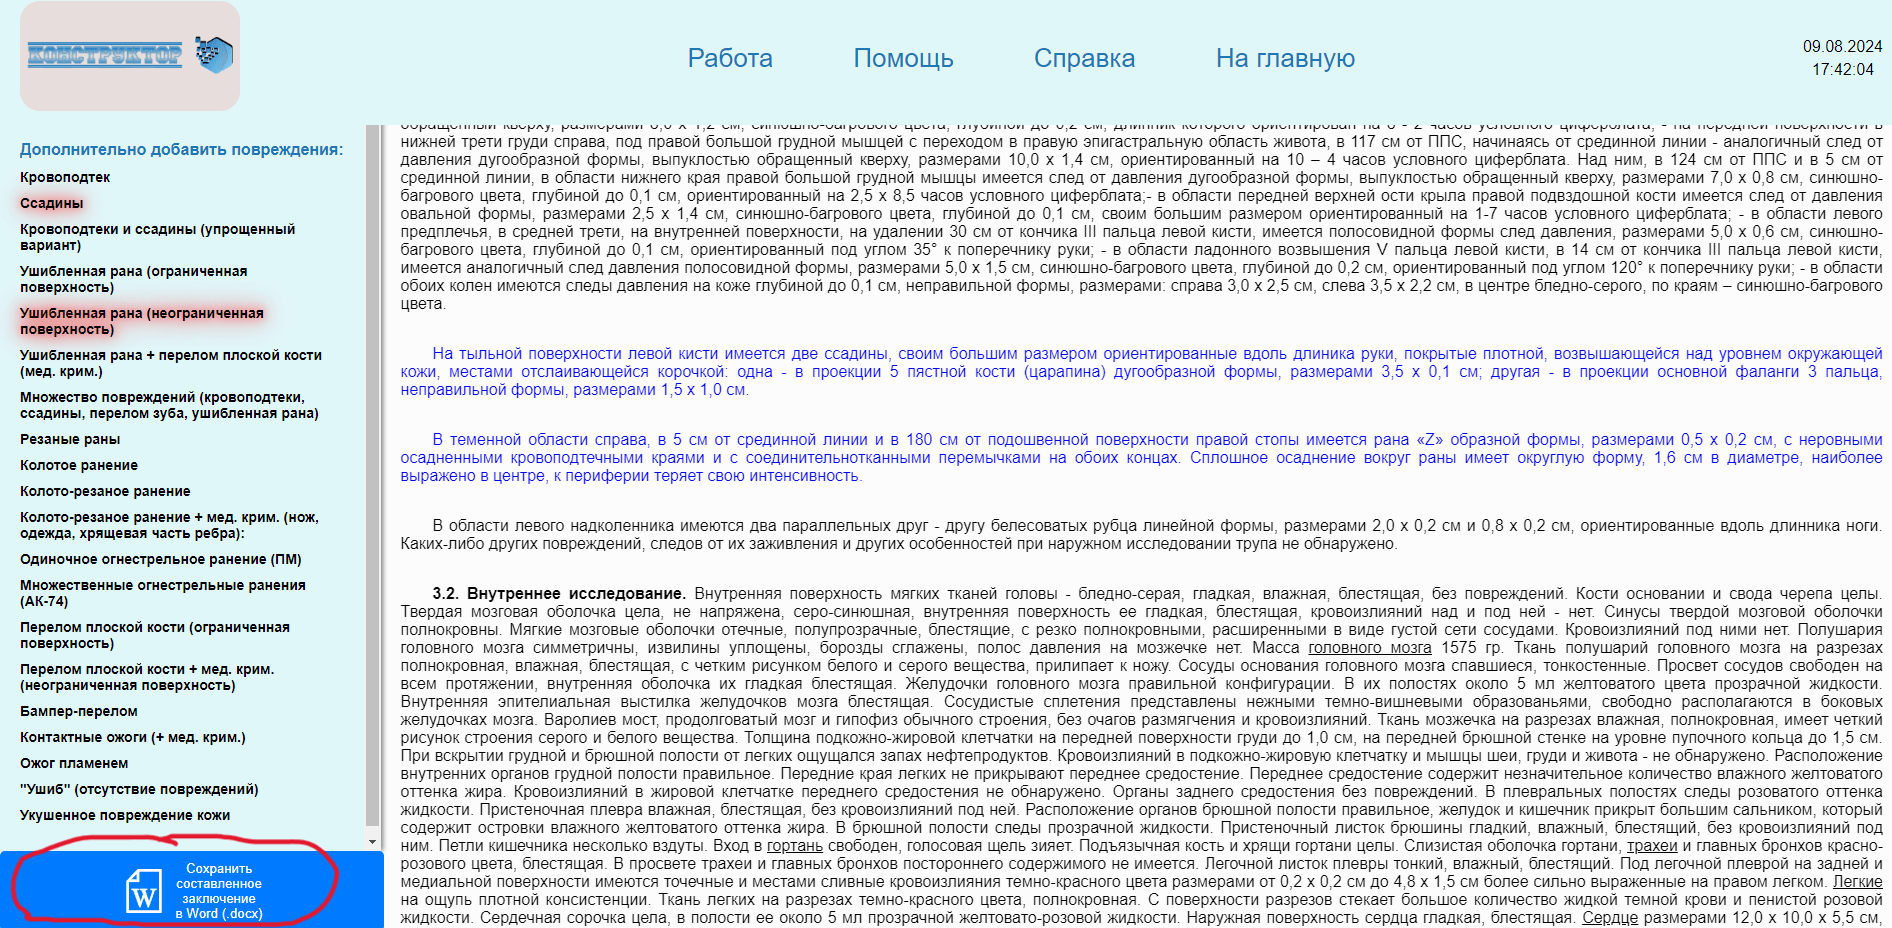 КОНСТРУКТОР
Работа
Помощь
Справка
На главную
09.08.2024
17:42:04
Дополнительно добавить повреждения:
Кровоподтек
Ссадины
Кровоподтеки и ссадины (упрощенный
вариант)
Ушибленная рана (ограниченная
поверхность)
Ушибленная рана (неограниченная
поверхность)
Ушибленная рана + перелом плоской кости
(мед. крим.)
Множество повреждений (кровоподтеки,
ссадины, перелом зуба, ушибленная рана)
Резаные раны
Колотое ранение
Колото-резаное ранение
Колото-резаное ранение + мед. крим. (нож,
одежда, хрящевая часть ребра):
Одиночное огнестрельное ранение (ПМ)
Множественные огнестрельные ранения
(АК-74)
Перелом плоской кости (ограниченная
поверхность)
Перелом плоской кости + мед. крим.
(неограниченная поверхность)
Бампер-перелом
Контактные ожоги (+ мед. крим.)
Ожог пламенем
"Ушиб" (отсутствие повреждений)
Укушенное повреждение кожи
W
Сохранить
составленное
заключение
в Word (.docx)
нижней трети груди справа, под правой большой грудной мышцей с переходом в правую эпигастральную область живота, в 117 см от ППС, начинаясь от срединной линии - аналогичный след от
давления дугообразной формы, выпуклостью обращенный кверху, размерами 10,0 х 1,4 см, ориентированный на 10 – 4 часов условного циферблата. Над ним, в 124 см от ППС и в 5 см от
срединной линии, в области нижнего края правой большой грудной мышцы имеется след от давления дугообразной формы, выпуклостью обращенный кверху, размерами 7,0 х 0,8 см, синюшно-
багрового цвета, глубиной до 0,1 см, ориентированный на 2,5 х 8,5 часов условного циферблата;- в области передней верхней ости крыла правой подвздошной кости имеется след от давления
овальной формы, размерами 2,5 х 1,4 см, синюшно-багрового цвета, глубиной до 0,1 см, своим большим размером ориентированный на 1-7 часов условного циферблата; - в области левого
предплечья, в средней трети, на внутренней поверхности, на удалении 30 см от кончика III пальца левой кисти, имеется полосовидной формы след давления, размерами 5,0 х 0,6 см, синюшно-
багрового цвета, глубиной до 0,1 см, ориентированный под углом 35° к поперечнику руки; - в области ладонного возвышения V пальца левой кисти, в 14 см от кончика III пальца левой кисти,
имеется аналогичный след давления полосовидной формы, размерами 5,0 х 1,5 см, синюшно-багрового цвета, глубиной до 0,2 см, ориентированный под углом 120° к поперечнику руки; - в области
обоих колен имеются следы давления на коже глубиной до 0,1 см, неправильной формы, размерами: справа 3,0 х 2,5 см, слева 3,5 х 2,2 см, в центре бледно-серого, по краям – синюшно-багрового
цвета.
На тыльной поверхности левой кисти имеется две ссадины, своим большим размером ориентированные вдоль длиника руки, покрытые плотной, возвышающейся над уровнем окружающей
кожи, местами отслаивающейся корочкой: одна - в проекции 5 пястной кости (царапина) дугообразной формы, размерами 3,5 х 0,1 см; другая - в проекции основной фаланги 3 пальца,
неправильной формы, размерами 1,5 х 1,0 см.
В теменной области справа, в 5 см от срединной линии и в 180 см от подошвенной поверхности правой стопы имеется рана «Z» образной формы, размерами 0,5 х 0,2 см, с неровными
осадненными кровоподтечными краями и с соединительнотканными перемычками на обоих концах. Сплошное осаднение вокруг раны имеет округлую форму, 1,6 см в диаметре, наиболее
выражено в центре, к периферии теряет свою интенсивность.
В области левого надколенника имеются два параллельных друг - другу белесоватых рубца линейной формы, размерами 2,0 х 0,2 см и 0,8 х 0,2 см, ориентированные вдоль длинника ноги.
Каких-либо других повреждений, следов от их заживления и других особенностей при наружном исследовании трупа не обнаружено.
3.2. Внутреннее исследование. Внутренняя поверхность мягких тканей головы - бледно-серая, гладкая, влажная, блестящая, без повреждений. Кости основании и свода черепа целы.
Твердая мозговая оболочка цела, не напряжена, серо-синюшная, внутренняя поверхность ее гладкая, блестящая, кровоизлияний над и под ней - нет. Синусы твердой мозговой оболочки
полнокровны. Мягкие мозговые оболочки отечные, полупрозрачные, блестящие, с резко полнокровными, расширенными в виде густой сети сосудами. Кровоизлияний под ними нет. Полушария
головного мозга симметричны, извилины уплощены, борозды сглажены, полос давления на мозжечке нет. Масса головного мозга 1575 гр. Ткань полушарий головного мозга на разрезах
полнокровная, влажная, блестящая, с четким рисунком белого и серого вещества, прилипает к ножу. Сосуды основания головного мозга спавшиеся, тонкостенные. Просвет сосудов свободен на
всем протяжении, внутренняя оболочка их гладкая блестящая. Желудочки головного мозга правильной конфигурации. В их полостях около 5 мл желтоватого цвета прозрачной жидкости.
Внутренняя эпителиальная выстилка желудочков мозга блестящая. Сосудистые сплетения представлены нежными темно-вишневыми образованьями, свободно располагаются в боковых
желудочках мозга. Варолиев мост, продолговатый мозг и гипофиз обычного строения, без очагов размягчения и кровоизлияний. Ткань мозжечка на разрезах влажная, полнокровная, имеет четкий
рисунок строения серого и белого вещества. Толщина подкожно-жировой клетчатки на передней поверхности груди до 1,0 см, на передней брюшной стенке на уровне пупочного кольца до 1,5 см.
При вскрытии грудной и брюшной полости от легких ощущался запах нефтепродуктов. Кровоизлияний в подкожно-жировую клетчатку и мышцы шеи, груди и живота - не обнаружено. Расположение
внутренних органов грудной полости правильное. Передние края легких не прикрывают переднее средостение. Переднее средостение содержит незначительное количество влажного желтоватого
оттенка жира. Кровоизлияний в жировой клетчатке переднего средостения не обнаружено. Органы заднего средостения без повреждений. В плевральных полостях следы розоватого оттенка
жидкости. Пристеночная плевра влажная, блестящая, без кровоизлияний под ней. Расположение органов брюшной полости правильное, желудок и кишечник прикрыт большим сальником, который
содержит островки влажного желтоватого оттенка жира. В брюшной полости следы прозрачной жидкости. Пристеночный листок брюшины гладкий, влажный, блестящий, без кровоизлияний под
ним. Петли кишечника несколько вздуты. Вход в гортань свободен, голосовая щель зияет. Подъязычная кость и хрящи гортани целы. Слизистая оболочка гортани, трахеи и главных бронхов красно-
розового цвета, блестящая. В просвете трахеи и главных бронхов постороннего содержимого не имеется. Легочной листок плевры тонкий, влажный, блестящий. Под легочной плеврой на задней и
медиальной поверхности имеются точечные и местами сливные кровоизлияния темно-красного цвета размерами от 0,2 х 0,2 см до 4,8 х 1,5 см более сильно выраженные на правом легком. Легкие
на ощупь плотной консистенции. Ткань легких на разрезах темно-красного цвета, полнокровная. С поверхности разрезов стекает большое количество жидкой темной крови и пенистой розовой
жидкости. Сердечная сорочка цела, в полости ее около 5 мл прозрачной желтовато-розовой жидкости. Наружная поверхность сердца гладкая, блестящая. Сердце размерами 12,0 х 10,0 х 5,5 см,